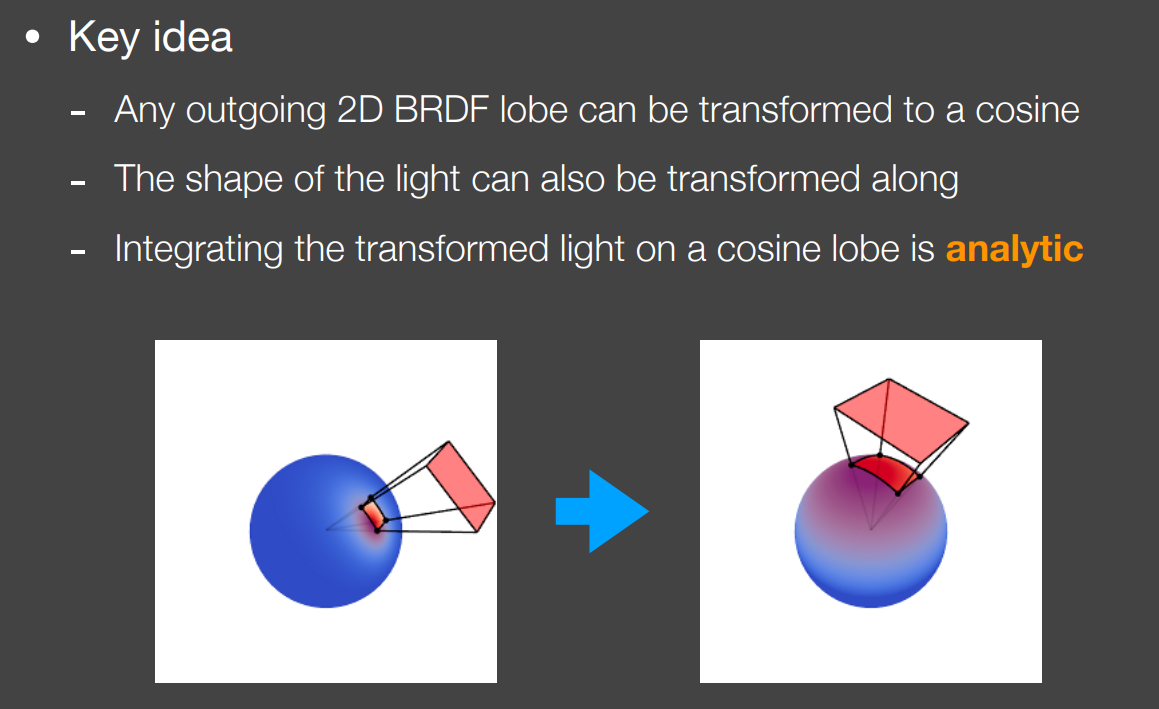 • Key idea
- Any outgoing 2D BRDF lobe can be transformed to a cosine
- The shape of the light can also be transformed along
- Integrating the transformed light on a cosine lobe is analytic